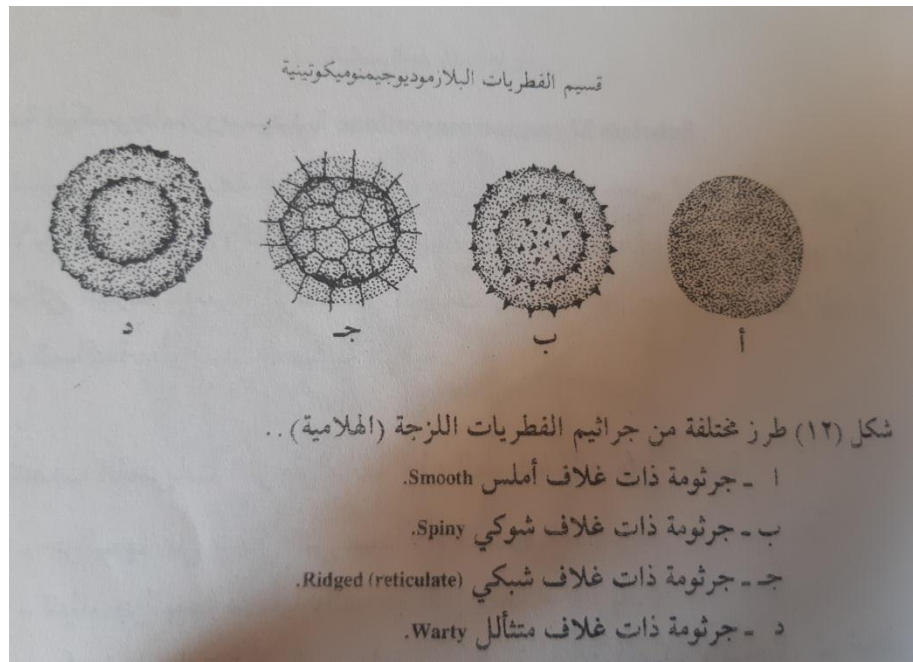 قسيم الفطريات البلازموديوجيمنوميكوتينية
أ
ب
جـ
د
شكل (١٢) طرز مختلفة من جراثيم الفطريات اللزجة (الهلامية) ..
ا - جرثومة ذات غلاف أملس Smooth.
ب - جرثومة ذات غلاف شوكي Spiny.
جـ - جرثومة ذات غلاف شبكي Ridged (reticulate).
د - جرثومة ذات غلاف متثألل Warty.